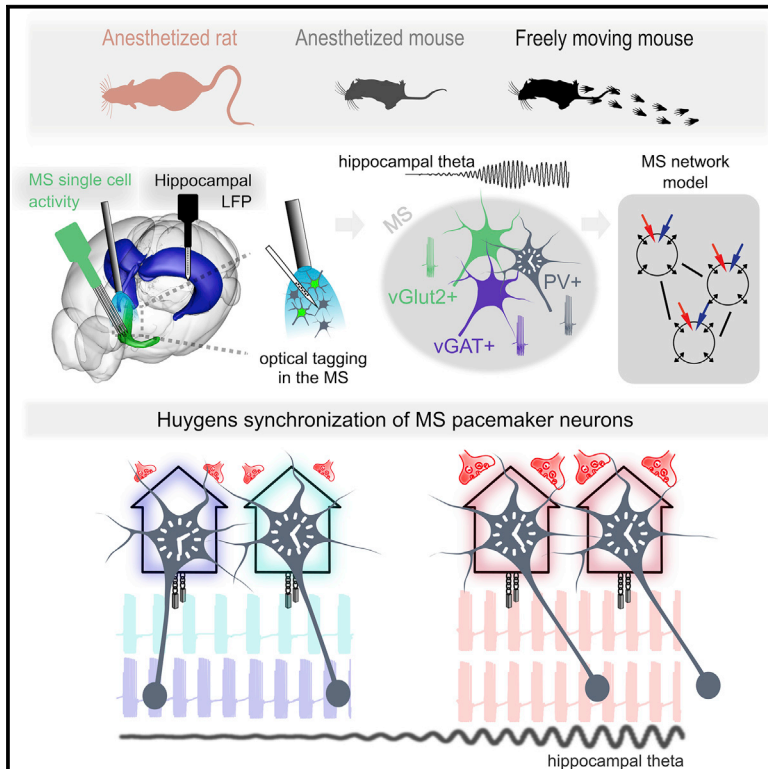 Anesthetized rat
Anesthetized mouse
Freely moving mouse
MS single cell
activity
Hippocampal
LFP
optical tagging
in the MS
hippocampal theta
MS
vGlut2+
PV+
vGAT+
MS network
model
Huygens synchronization of MS pacemaker neurons
hippocampal theta